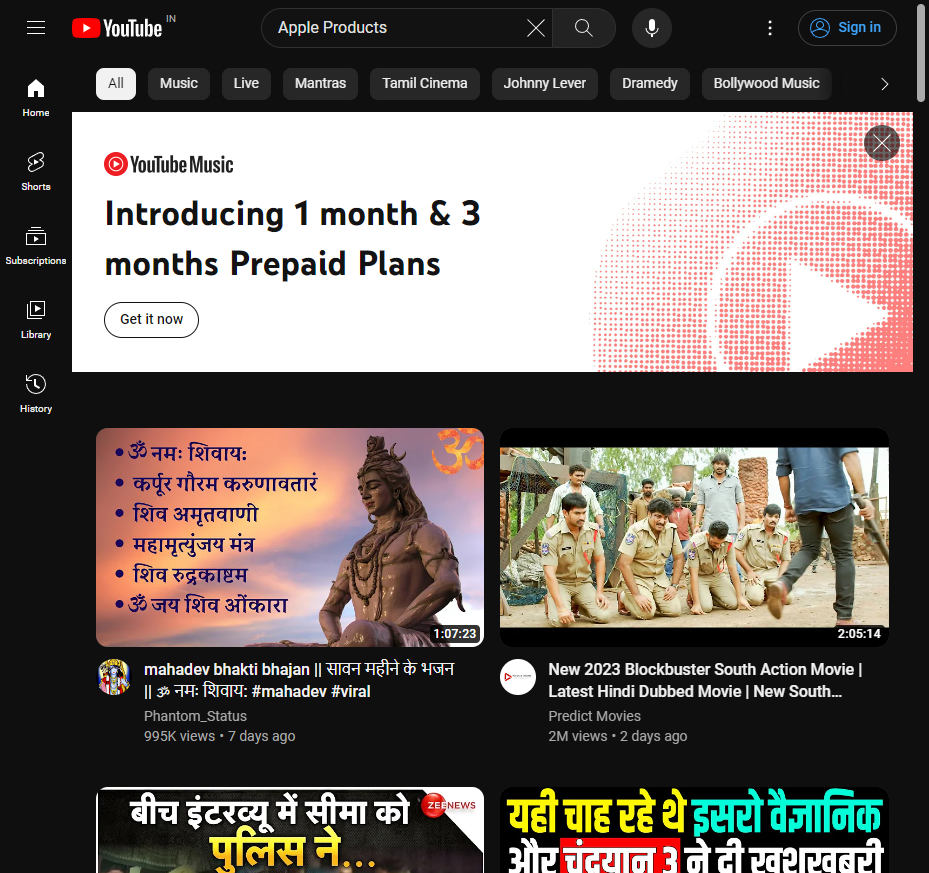 YouTube IN
Apple Products
Sign in
All
Music
Live
Mantras
Tamil Cinema
Johnny Lever
Dramedy
Bollywood Music
Home
Shorts
Subscriptions
Library
History
YouTube Music
Introducing 1 month & 3
months Prepaid Plans
Get it now
• ॐ नमः शिवायः
• कर्पूर गौरम करुणावतारं
• शिव अमृतवाणी
• महामृत्युंजय मंत्र
• शिव रुद्रकाष्टम
• ॐ जय शिव ओंकारा
ॐ
1:07:23
mahadev bhakti bhajan || सावन महीने के भजन
|| ॐ नमः शिवाय: #mahadev #viral
Phantom_Status
995K views • 7 days ago
2:05:14
New 2023 Blockbuster South Action Movie |
Latest Hindi Dubbed Movie | New South...
Predict Movies
2M views • 2 days ago
बीच इंटरव्यू में सीमा को
पुलिस ने...
ZEE NEWS
यही चाह रहे थे इसरो वैज्ञानिक
और चंद्रयान 3 ने दी खुशखबरी